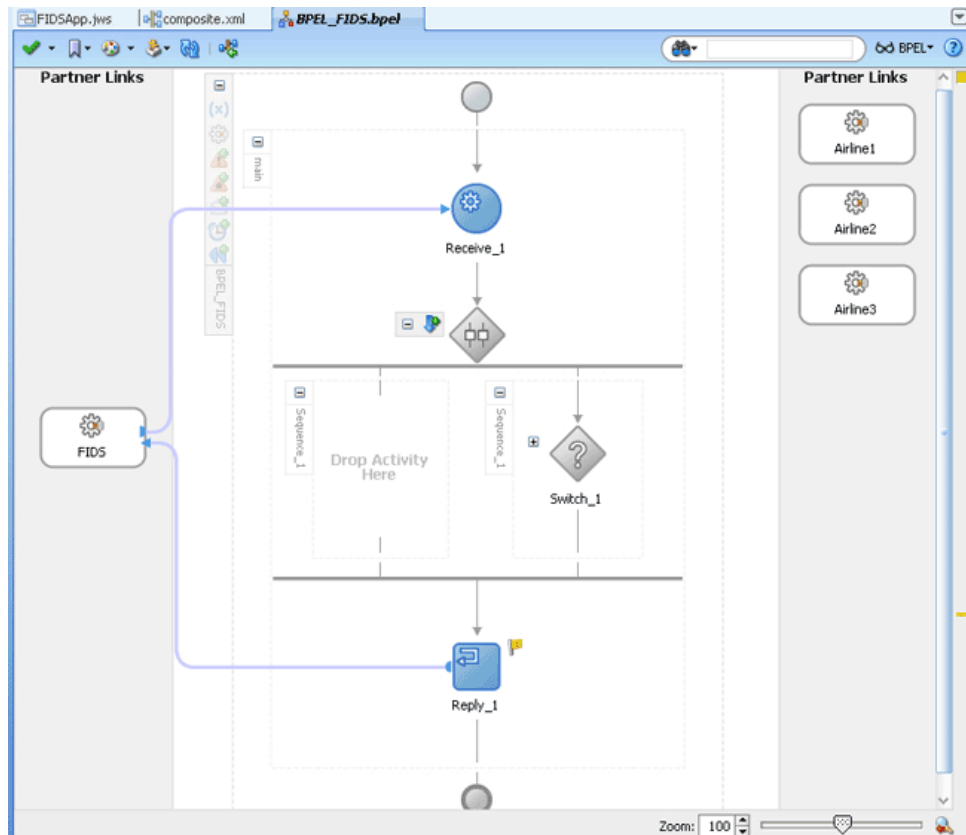 FIDSApp.jws
composite.xml
BPEL_FIDS.bpel
BPEL
Partner Links
Partner Links
main
BPEL_FIDS
Airline1
Airline2
Airline3
Receive_1
Sequence_1
Sequence_1
Drop Activity
Here
Switch_1
FIDS
Reply_1
Zoom: 100